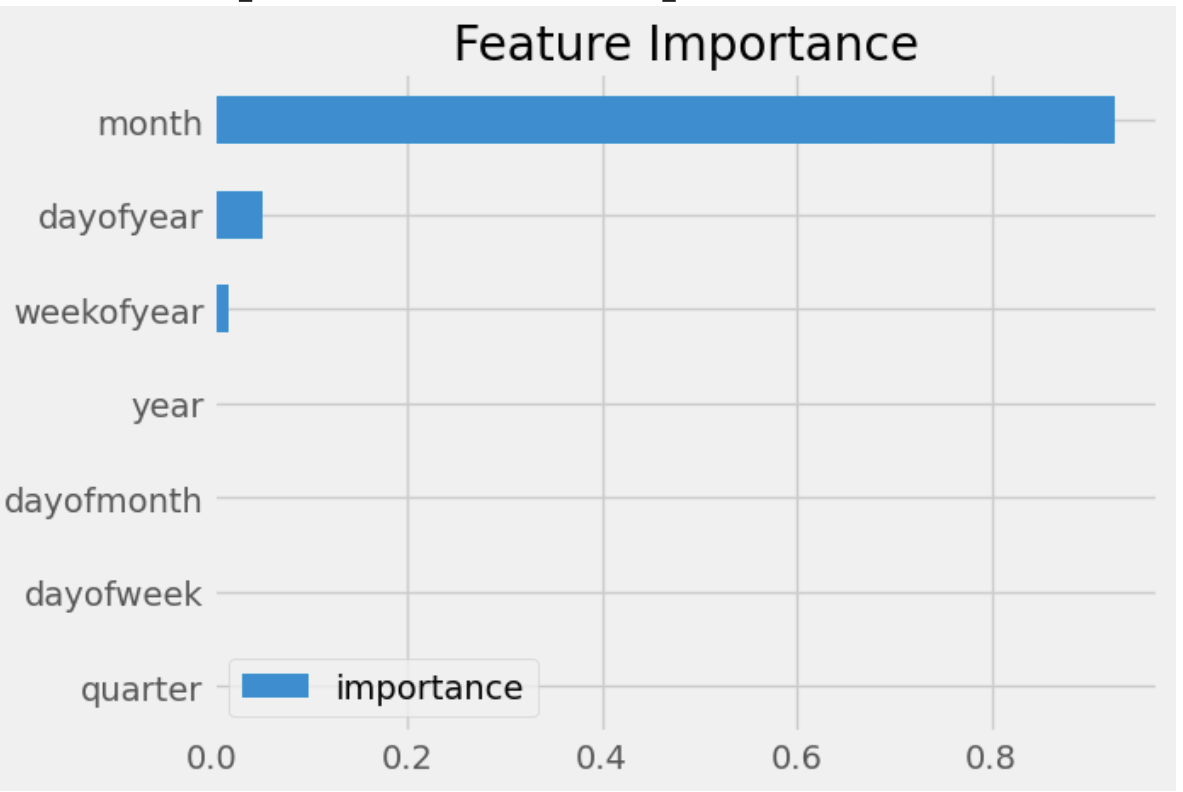 Feature Importance
month
dayofyear
weekofyear
year
dayofmonth
dayofweek
quarter
importance
0.0 0.2 0.4 0.6 0.8